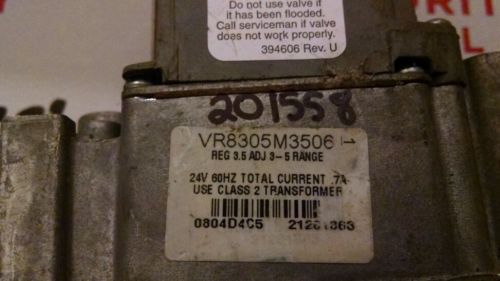 Do not use valve if
it has been flooded.
Call serviceman if valve
does not work properly.
394606 Rev. U
201558
VR8305M3506 1
REG 3.5 ADJ 3-5 RANGE
24V 60HZ TOTAL CURRENT .7A
USE CLASS 2 TRANSFORMER
0804D4C5